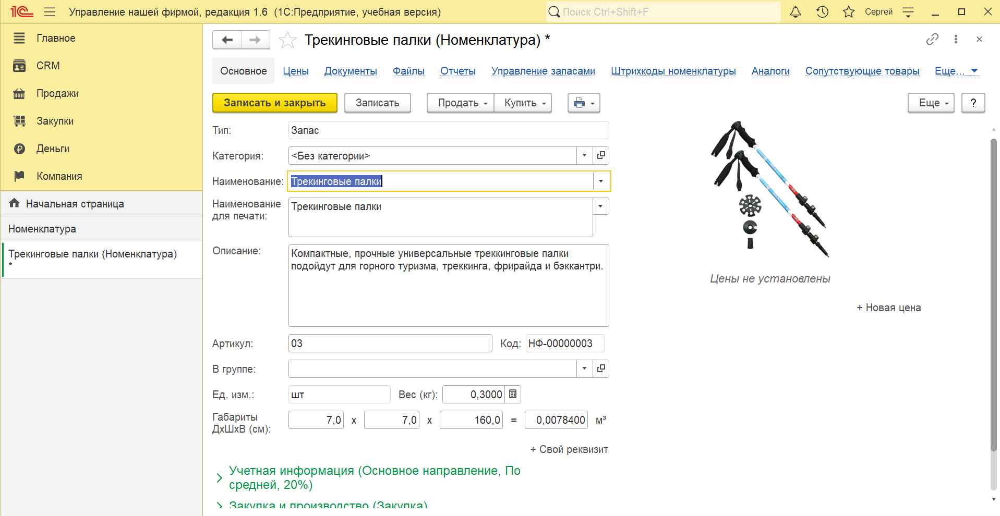 Управление нашей фирмой, редакция 1.6 (1С:Предприятие, учебная версия)
Поиск Ctrl+Shift+F
Сергей
Главное
CRM
Продажи
Закупки
Деньги
Компания
Начальная страница
Номенклатура
Трекинговые палки (Номенклатура)
*
Трекинговые палки (Номенклатура) *
Основное Цены Документы Файлы Отчеты Управление запасами Штрихкоды номенклатуры Аналоги Сопутствующие товары Еще...
Записать и закрыть Записать Продать Купить Еще ?
Тип: Запас
Категория: <Без категории>
Наименование: Трекинговые палки
Наименование
для печати:
Трекинговые палки
Описание:
Компактные, прочные универсальные треккинговые палки
подойдут для горного туризма, треккинга, фрирайда и бэккантри.
Артикул: 03 Код: НФ-00000003
В группе:
Ед. изм.: шт Вес (кг): 0,3000
Габариты
ДхШхВ (см):
7,0 х 7,0 х 160,0 = 0,0078400 м³
+ Свой реквизит
Учетная информация (Основное направление, По
средней, 20%)
Закупка и производство (Закупка)
Цены не установлены
+ Новая цена